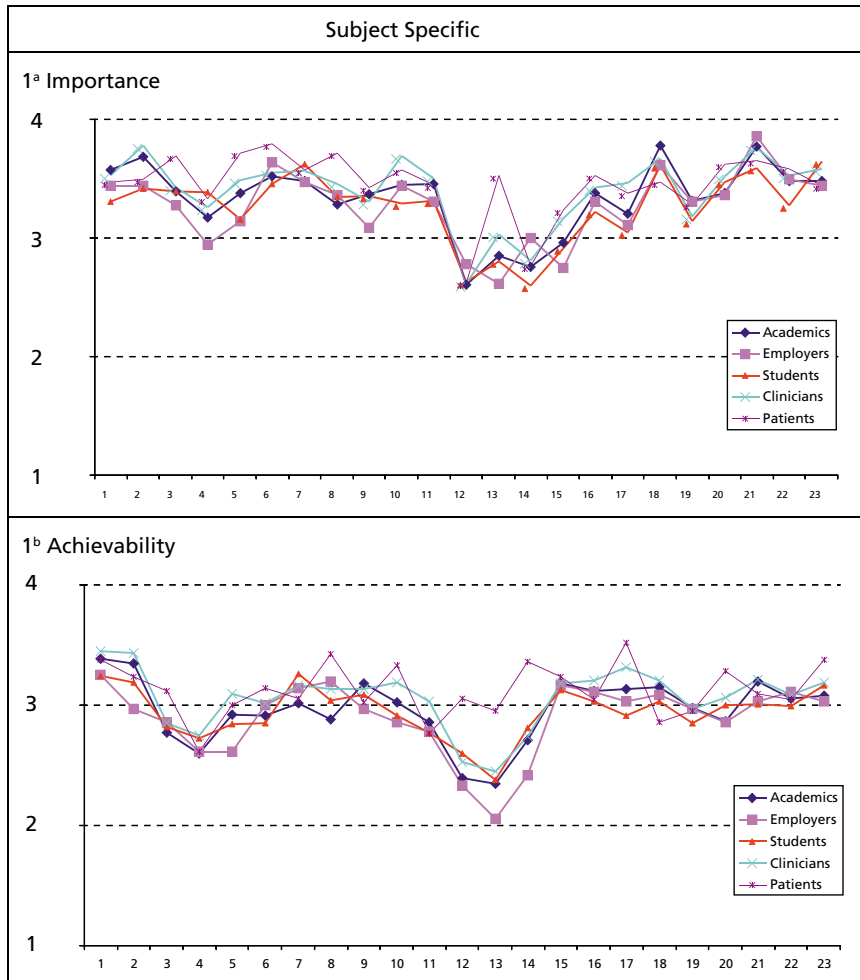 Subject Specific
1ᵃ Importance
4
3
2
1
Academics
Employers
Students
Clinicians
Patients
1 2 3 4 5 6 7 8 9 10 11 12 13 14 15 16 17 18 19 20 21 22 23
1ᵇ Achievability
4
3
2
1
Academics
Employers
Students
Clinicians
Patients
1 2 3 4 5 6 7 8 9 10 11 12 13 14 15 16 17 18 19 20 21 22 23